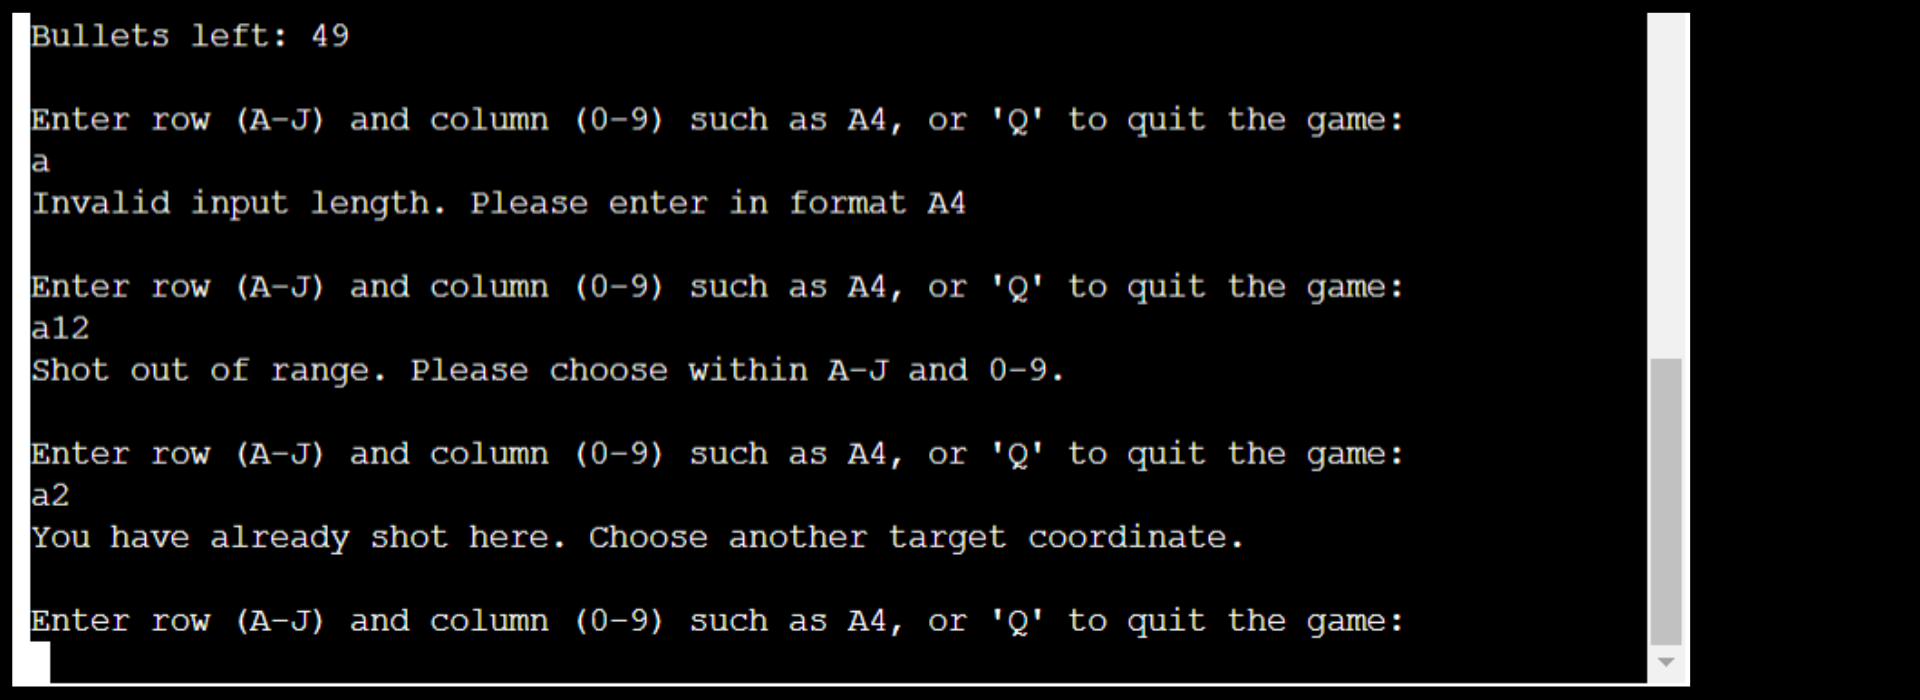 Bullets left: 49
Enter row (A-J) and column (0-9) such as A4, or 'Q' to quit the game:
a
Invalid input length. Please enter in format A4
Enter row (A-J) and column (0-9) such as A4, or 'Q' to quit the game:
a12
Shot out of range. Please choose within A-J and 0-9.
Enter row (A-J) and column (0-9) such as A4, or 'Q' to quit the game:
a2
You have already shot here. Choose another target coordinate.
Enter row (A-J) and column (0-9) such as A4, or 'Q' to quit the game: